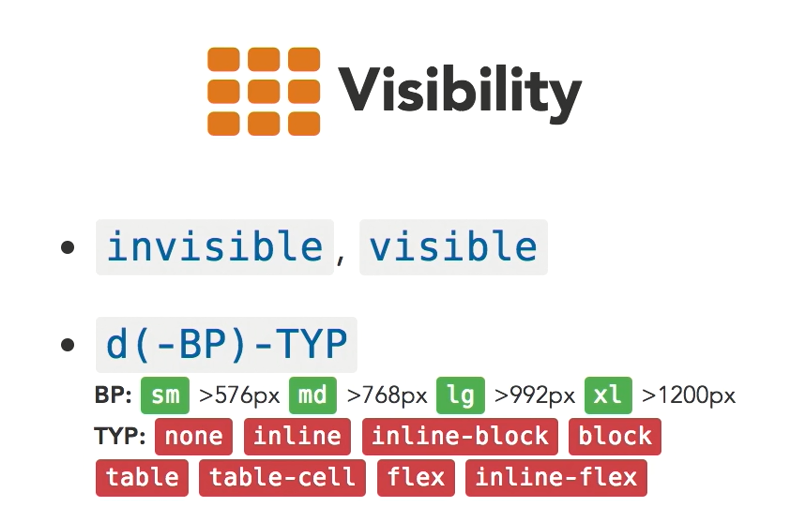 Visibility
invisible, visible
d(-BP)-TYP
BP: sm >576px md >768px lg >992px xl >1200px
TYP: none inline inline-block block
table table-cell flex inline-flex